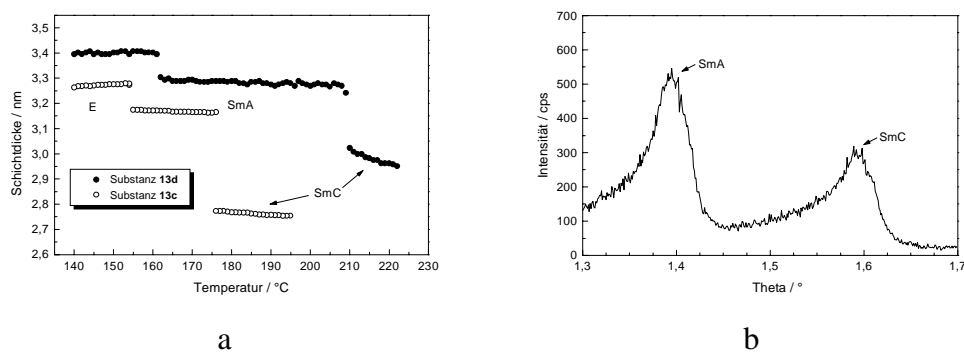 3,5
3,4
3,3
3,2
3,1
3,0
2,9
2,8
2,7
2,6
Schichtdicke / nm
E
SmA
SmC
Substanz 13d
Substanz 13c
140 150 160 170 180 190 200 210 220 230
Temperatur / °C
a
700
600
500
400
300
200
100
0
Intensität / cps
SmA
SmC
1,3 1,4 1,5 1,6 1,7
Theta / °
b